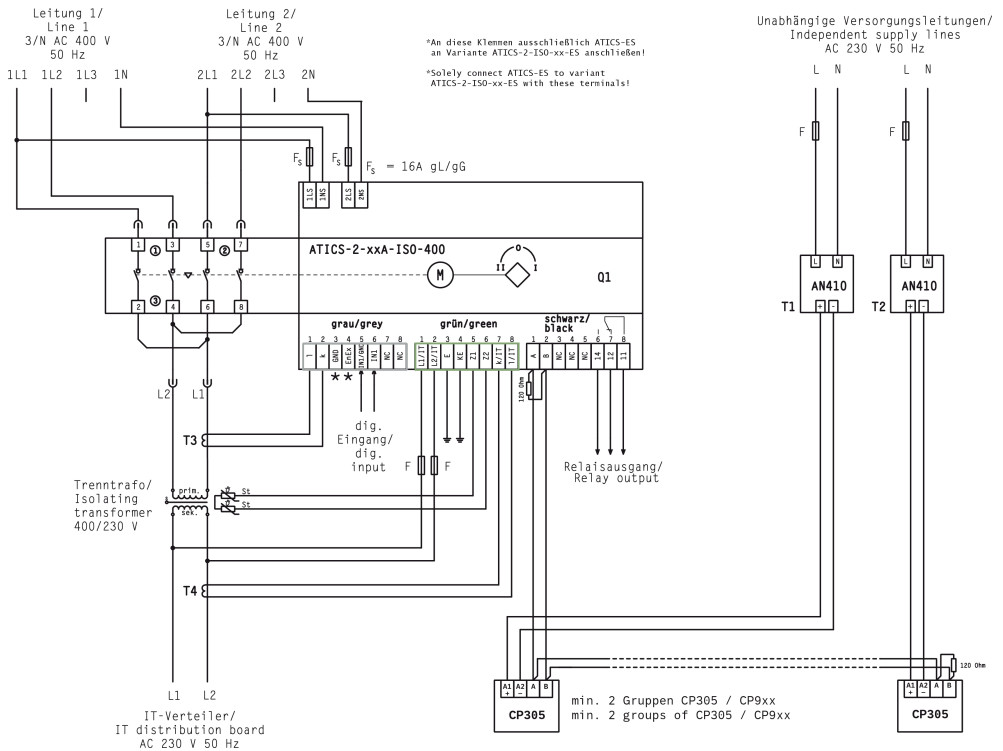 Leitung 1/
Line 1
3/N AC 400 V
50 Hz
Leitung 2/
Line 2
3/N AC 400 V
50 Hz
*An diese Klemmen ausschließlich ATICS-ES
an Variante ATICS-2-ISO-xx-ES anschließen!
*Solely connect ATICS-ES to variant
ATICS-2-ISO-xx-ES with these terminals!
Unabhängige Versorgungsleitungen/
Independent supply lines
AC 230 V 50 Hz
1L1 1L2 1L3 1N 2L1 2L2 2L3 2N
L N L N
F F
FS FS FS = 16A gL/gG
1LS 1NS 2LS 2NS
1 3 5 7
① ②
ATICS-2-xxA-ISO-400
0
II I
M
Q1
③
2 4 6 8
L N L N
AN410 AN410
T1 + - T2 + -
grau/grey
grün/green
schwarz/
black
1 2 3 4 5 6 7 8
1 2 3 4 5 6 7 8
1 2 3 4 5 6 7 8
l k GND EnEx IN1/GND IN1 NC NC
L1/IT L2/IT E KE Z1 Z2 k/IT l/IT
A B NC NC NC 14 12 11
* *
120 Ohm
L2 L1
T3
dig.
Eingang/
dig.
input
F F
Relaisausgang/
Relay output
Trenntrafo/
Isolating
transformer
400/230 V
prim.
sek.
St
St
T4
L1 L2
IT-Verteiler/
IT distribution board
AC 230 V 50 Hz
A1 A2 A B
+ -
CP305
min. 2 Gruppen CP305 / CP9xx
min. 2 groups of CP305 / CP9xx
120 Ohm
A1 A2 A B
+ -
CP305